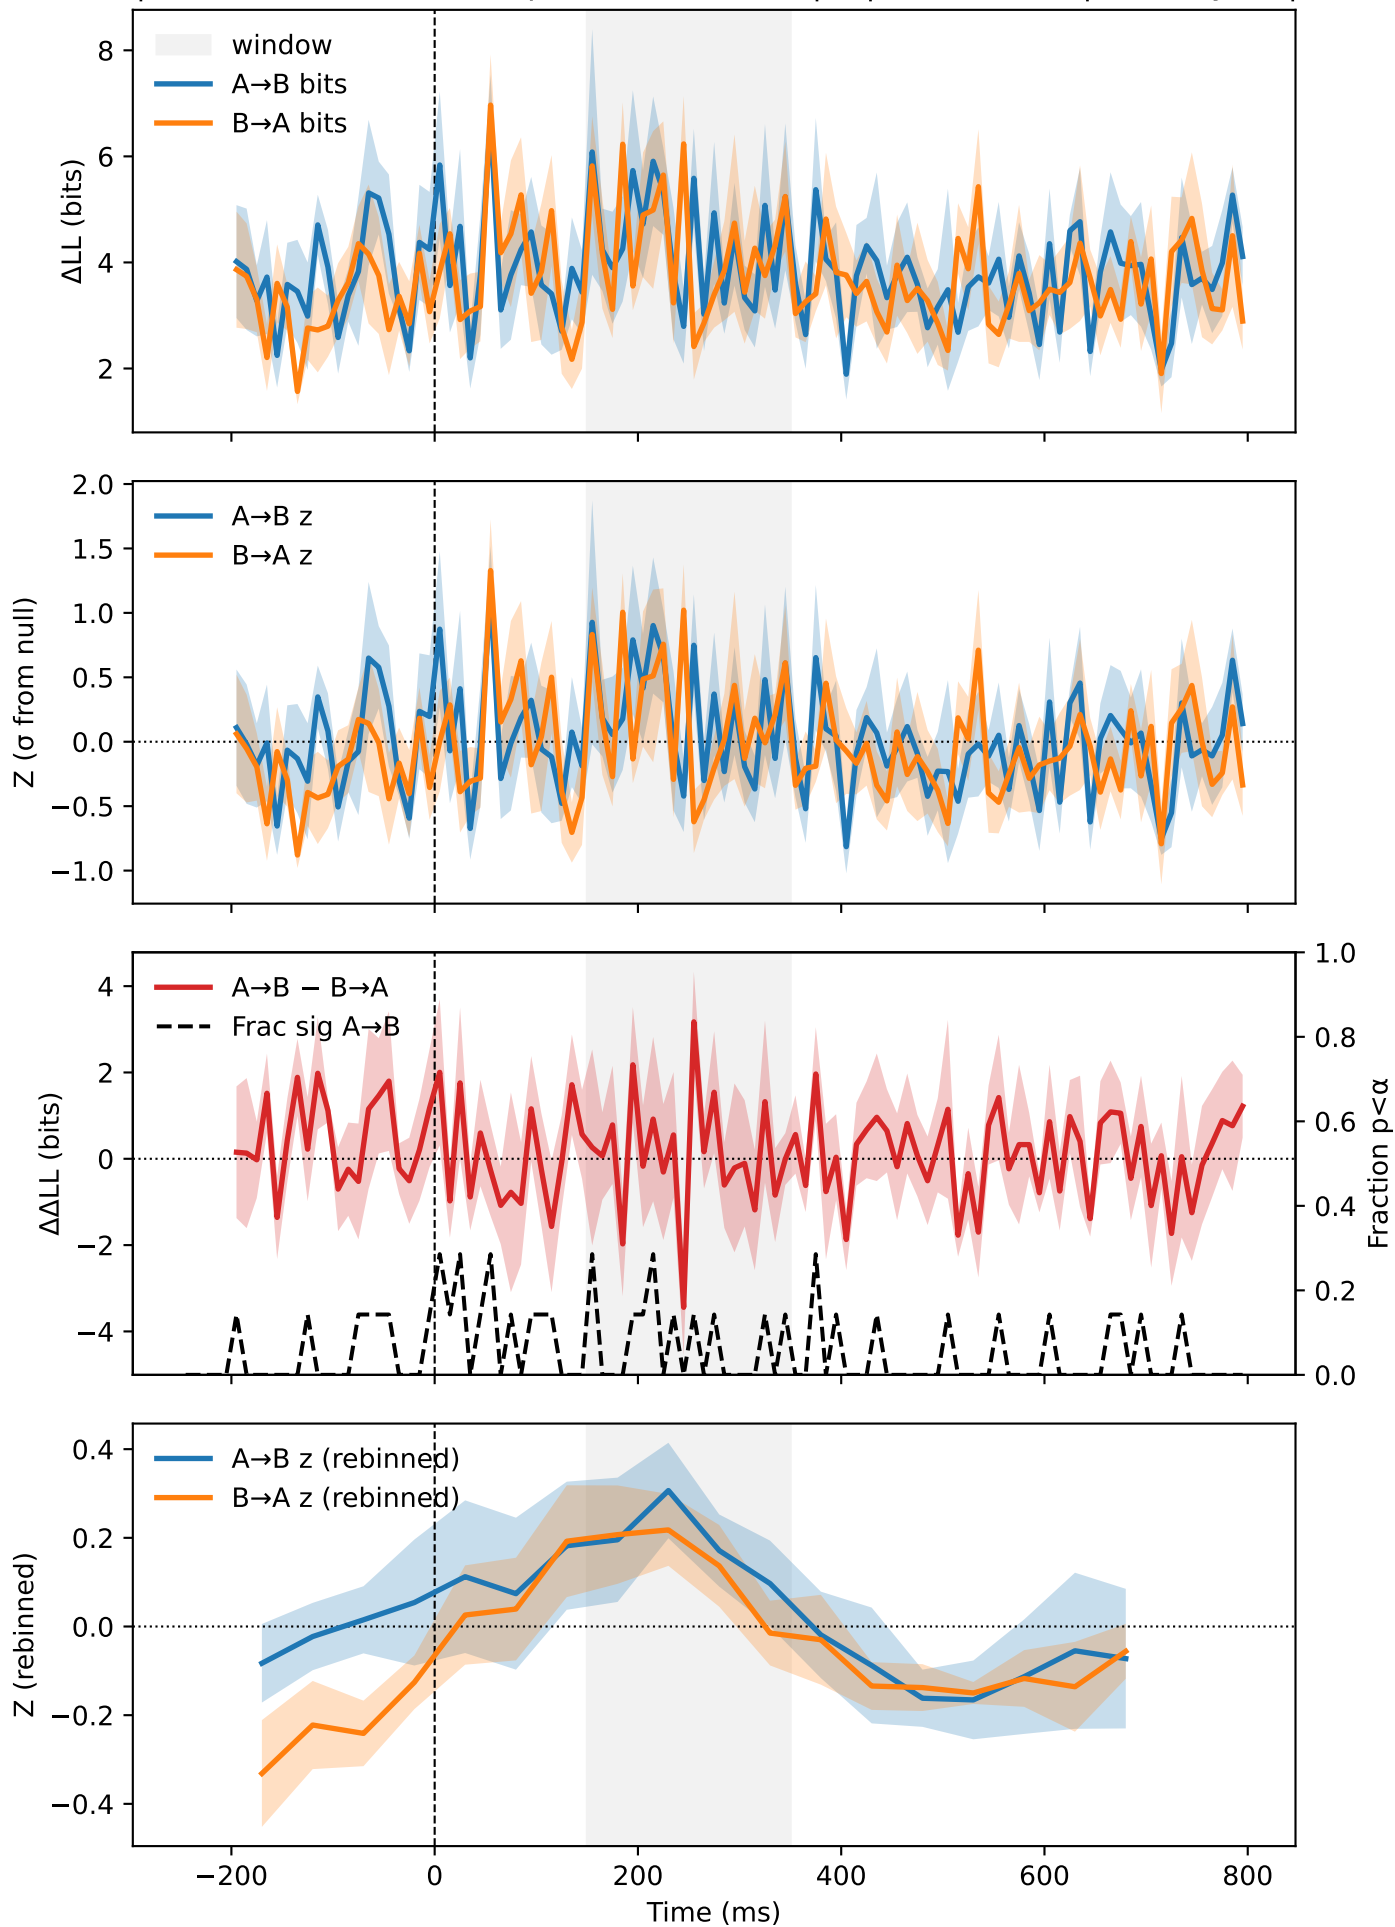 8
6
4
2
ΔLL (bits)
window
A→B bits
B→A bits
2.0
1.5
1.0
0.5
0.0
−0.5
−1.0
Z (σ from null)
A→B z
B→A z
4
2
0
−2
−4
ΔΔLL (bits)
A→B − B→A
Frac sig A→B
1.0
0.8
0.6
0.4
0.2
0.0
Fraction p<α
0.4
0.2
0.0
−0.2
−0.4
Z (rebinned)
A→B z (rebinned)
B→A z (rebinned)
−200 0 200 400 600 800
Time (ms)